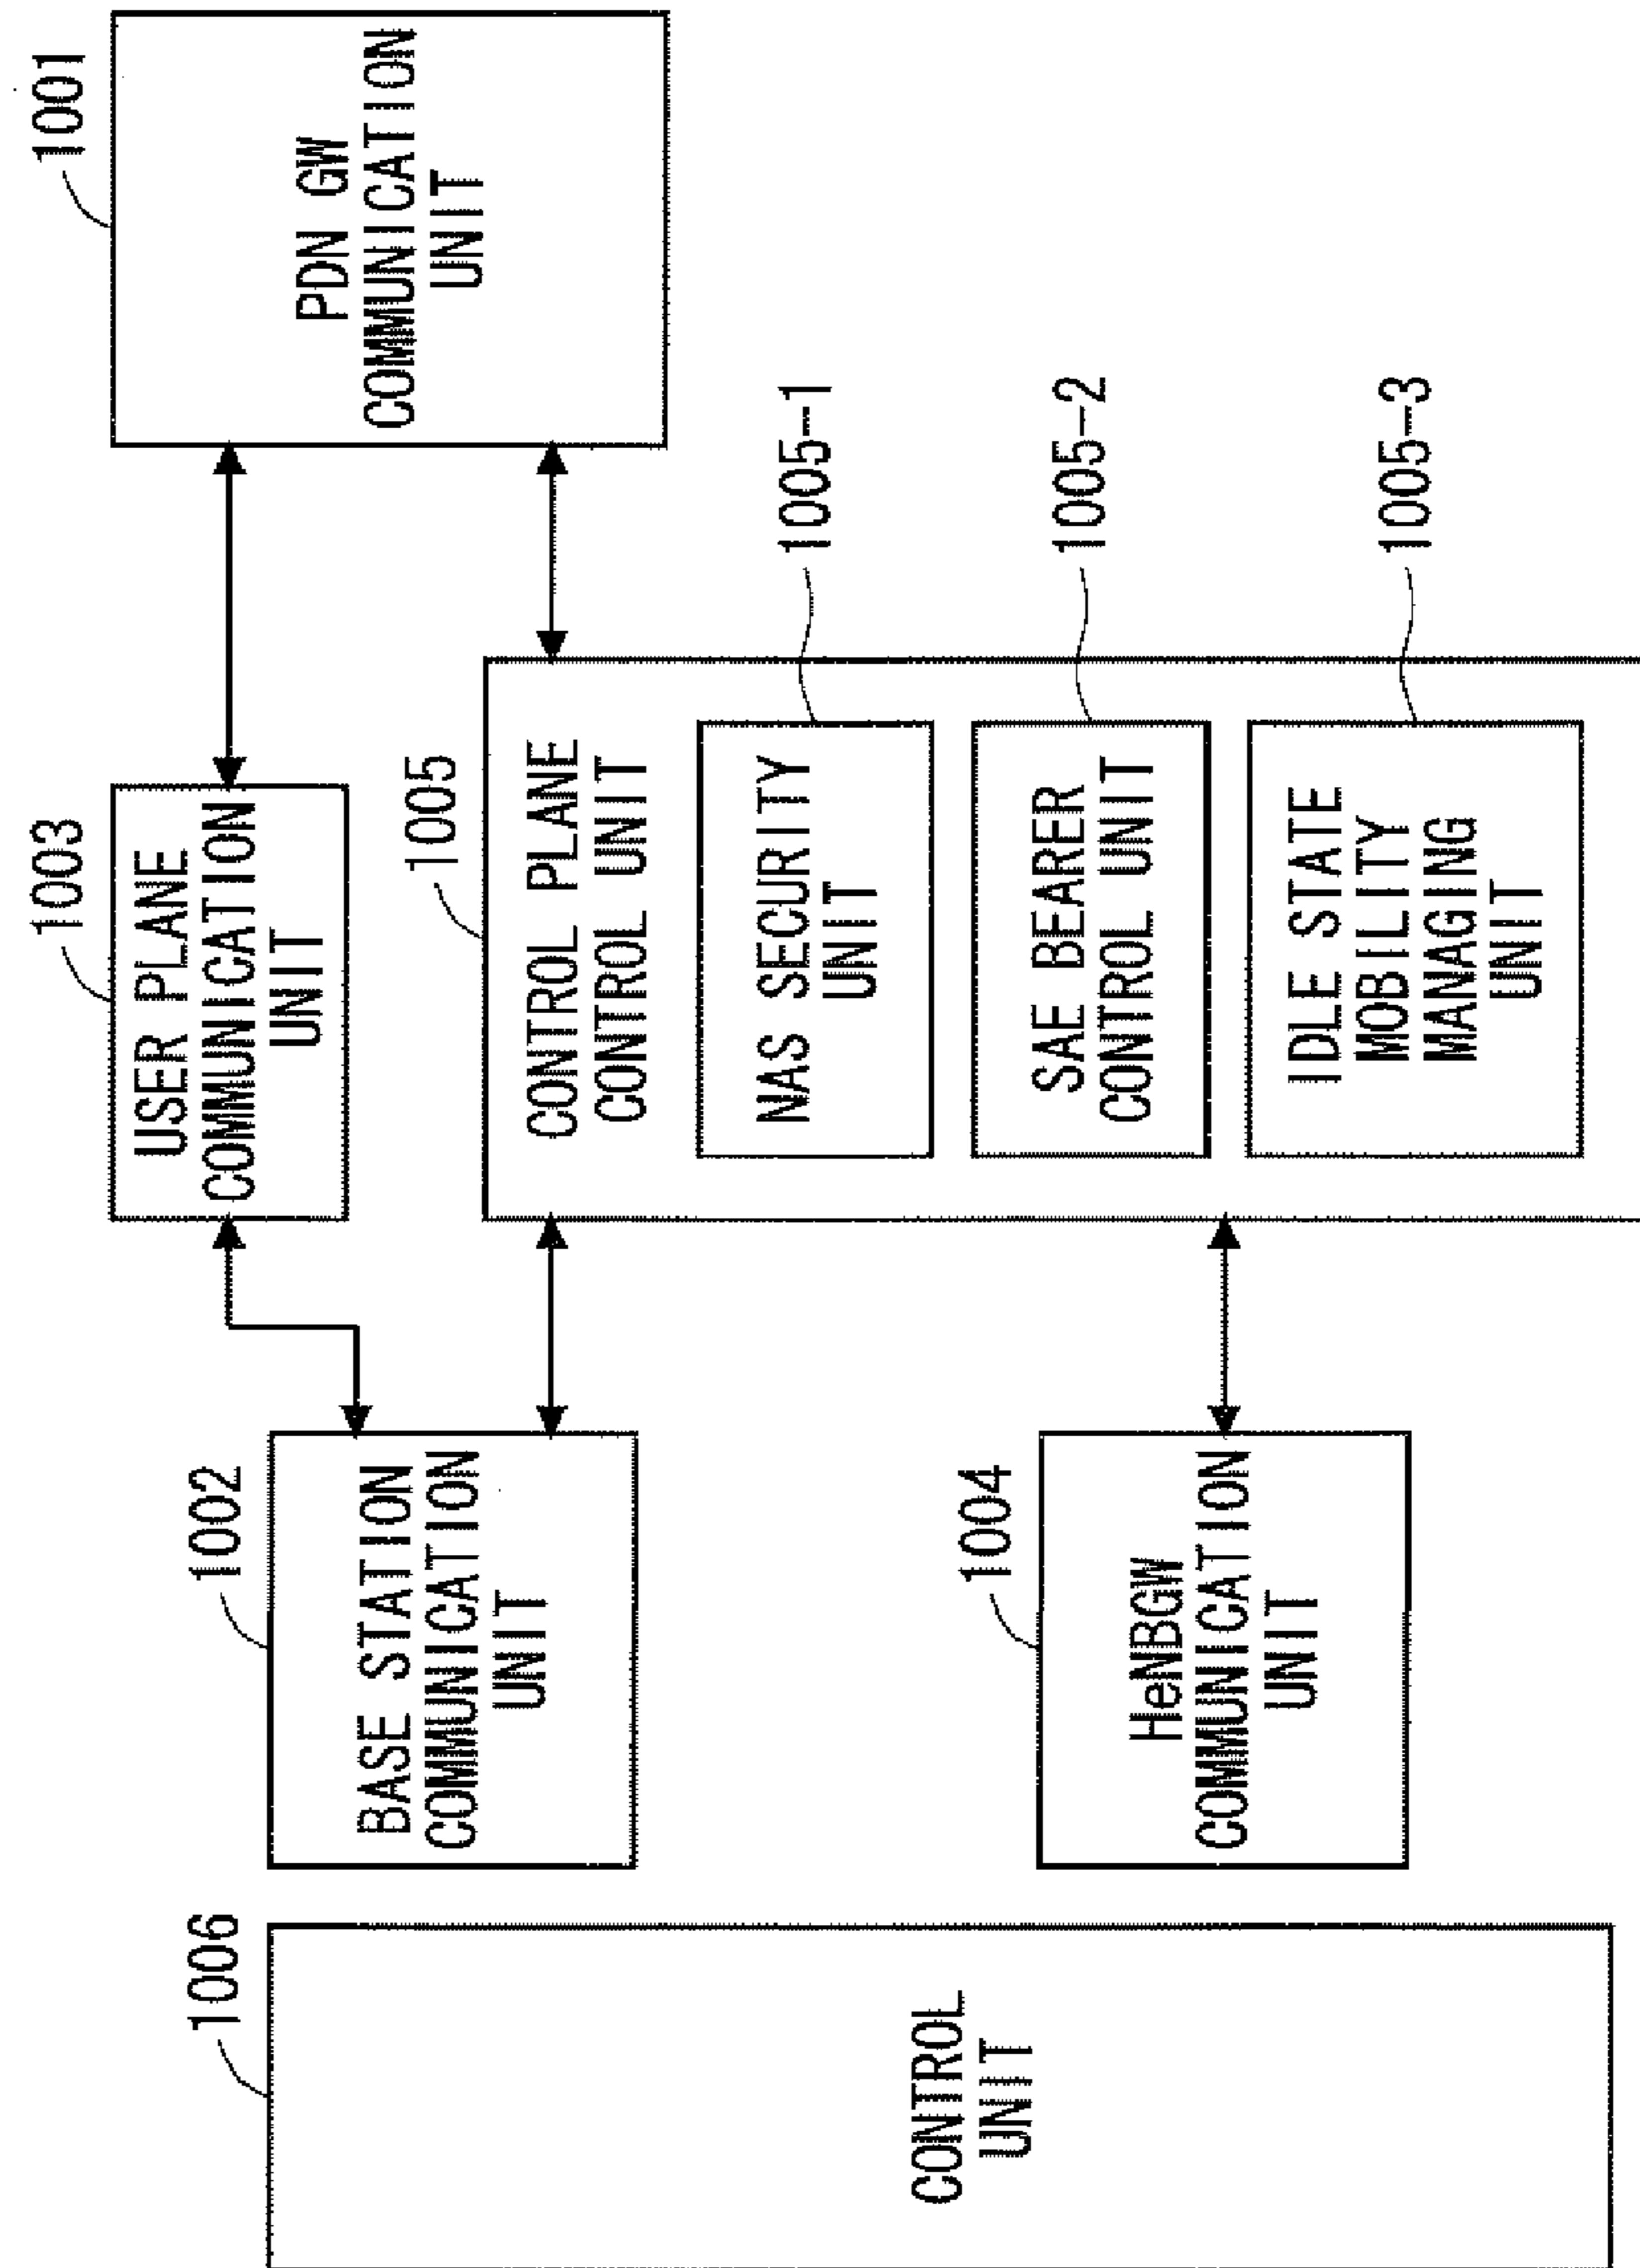 1006
CONTROL
UNIT
1002
BASE STATION
COMMUNICATION
UNIT
1004
HeNBGW
COMMUNICATION
UNIT
1003
USER PLANE
COMMUNICATION
UNIT
1005
CONTROL PLANE
CONTROL UNIT
NAS SECURITY
UNIT
SAE BEARER
CONTROL UNIT
IDLE STATE
MOBILITY
MANAGING
UNIT
1005-1
1005-2
1005-3
1001
PDN GW
COMMUNICATION
UNIT